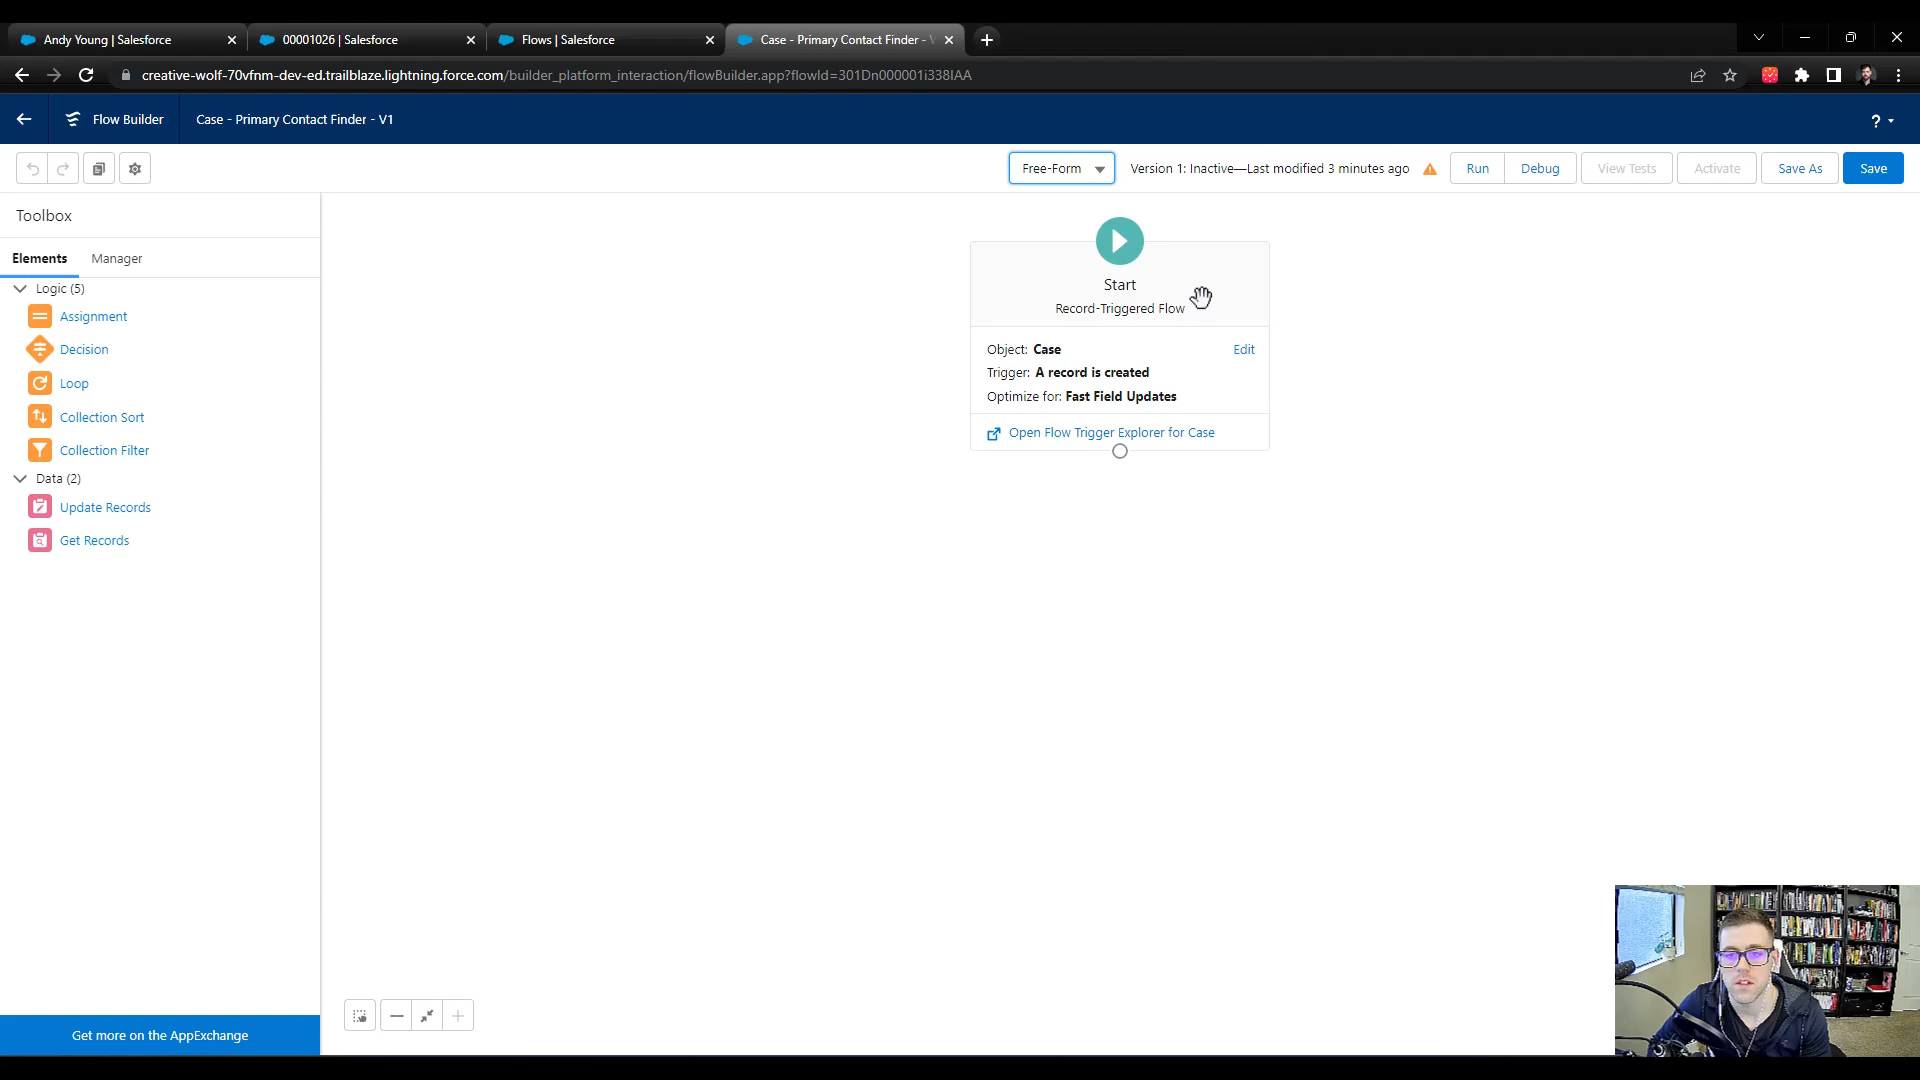 Andy Young | Salesforce
00001026 | Salesforce
Flows | Salesforce
Case - Primary Contact Finder -
creative-wolf-70vfnm-dev-ed.trailblaze.lightning.force.com/builder_platform_interaction/flowBuilder.app?flowId=301Dn000001i338IAA
Flow Builder
Case - Primary Contact Finder - V1
?
Free-Form
Version 1: Inactive—Last modified 3 minutes ago
Run
Debug
View Tests
Activate
Save As
Save
Toolbox
Elements
Manager
Logic (5)
Assignment
Decision
Loop
Collection Sort
Collection Filter
Data (2)
Update Records
Get Records
Get more on the AppExchange
Start
Record-Triggered Flow
Object: Case
Edit
Trigger: A record is created
Optimize for: Fast Field Updates
Open Flow Trigger Explorer for Case